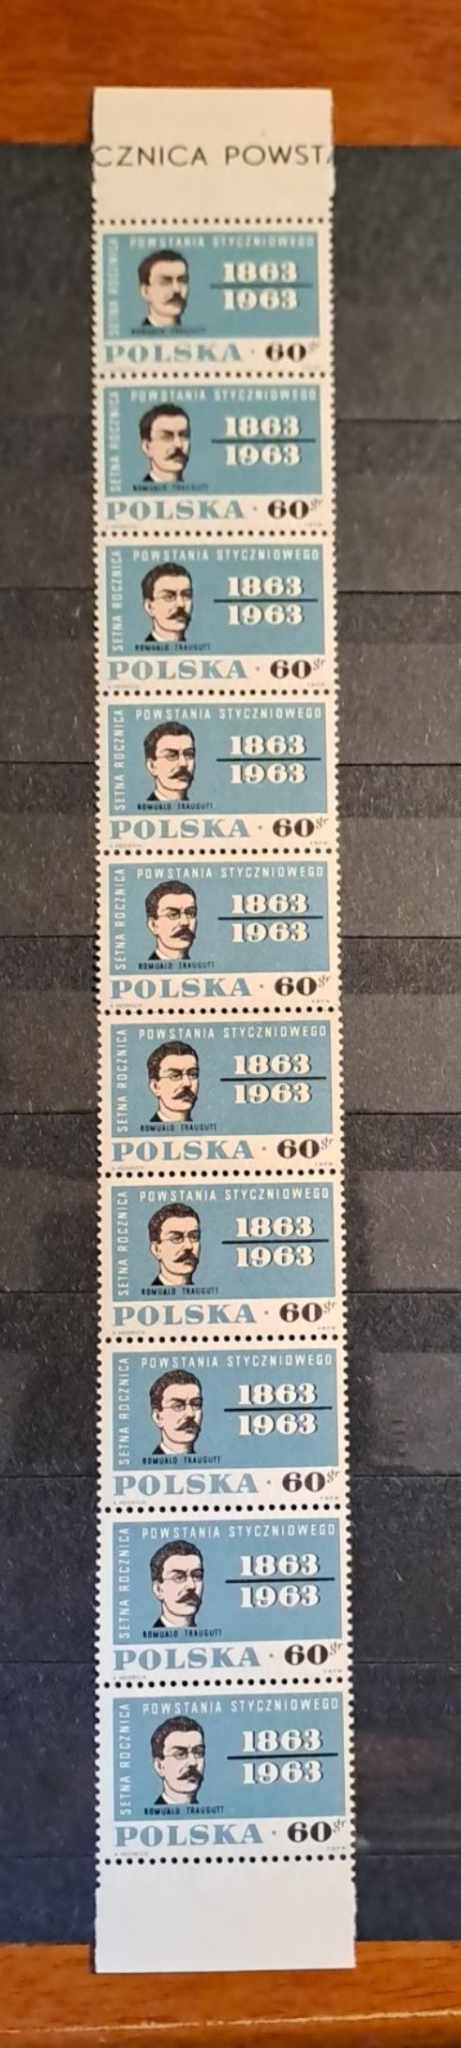 CZNICA POWSTA
POWSTANIA STYCZNIOWEGO
SETNA ROCZNICA
1863
1963
ROMUALD TRAUGUTT
POLSKA · 60 gr
POWSTANIA STYCZNIOWEGO
SETNA ROCZNICA
1863
1963
ROMUALD TRAUGUTT
POLSKA · 60 gr
POWSTANIA STYCZNIOWEGO
SETNA ROCZNICA
1863
1963
ROMUALD TRAUGUTT
POLSKA · 60 gr
POWSTANIA STYCZNIOWEGO
SETNA ROCZNICA
1863
1963
ROMUALD TRAUGUTT
POLSKA · 60 gr
POWSTANIA STYCZNIOWEGO
SETNA ROCZNICA
1863
1963
ROMUALD TRAUGUTT
POLSKA · 60 gr
POWSTANIA STYCZNIOWEGO
SETNA ROCZNICA
1863
1963
ROMUALD TRAUGUTT
POLSKA · 60 gr
POWSTANIA STYCZNIOWEGO
SETNA ROCZNICA
1863
1963
ROMUALD TRAUGUTT
POLSKA · 60 gr
POWSTANIA STYCZNIOWEGO
SETNA ROCZNICA
1863
1963
ROMUALD TRAUGUTT
POLSKA · 60 gr
POWSTANIA STYCZNIOWEGO
SETNA ROCZNICA
1863
1963
ROMUALD TRAUGUTT
POLSKA · 60 gr
POWSTANIA STYCZNIOWEGO
SETNA ROCZNICA
1863
1963
ROMUALD TRAUGUTT
POLSKA · 60 gr